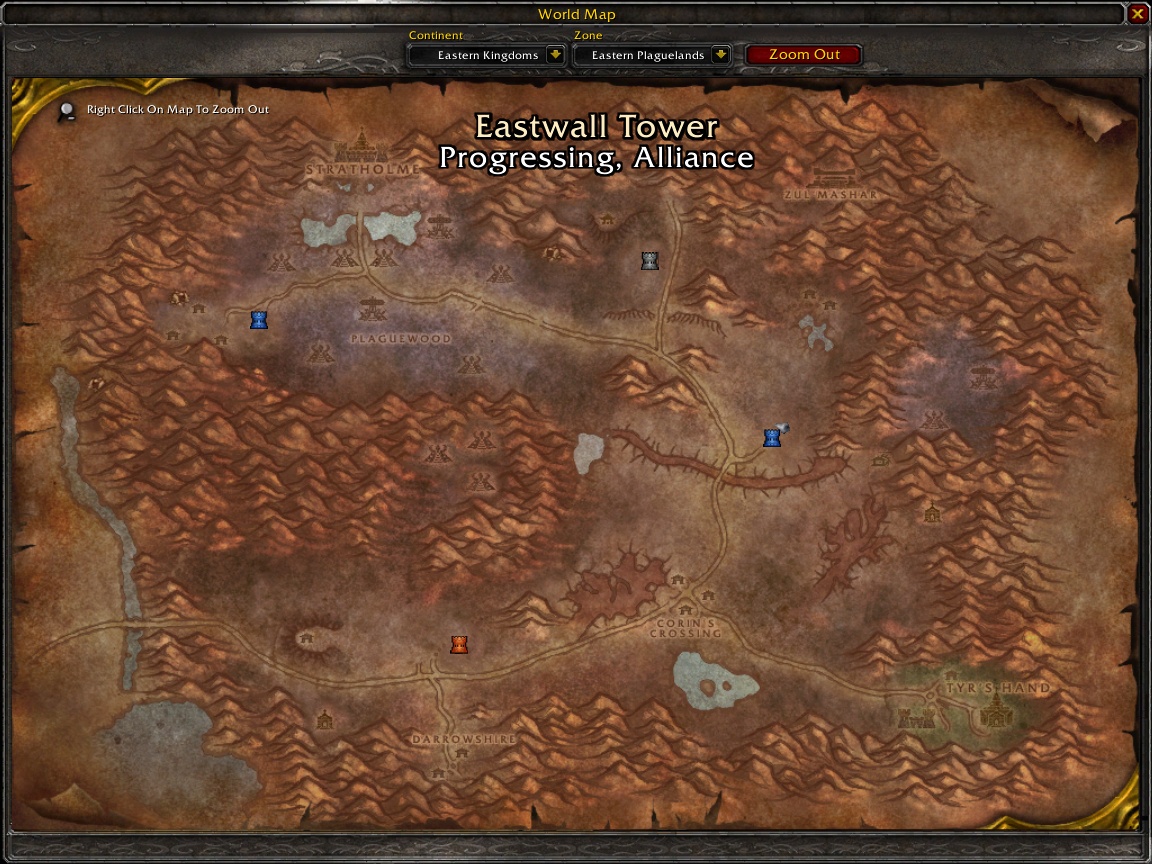 World Map
Continent
Zone
Eastern Kingdoms
Eastern Plaguelands
Zoom Out
Right Click On Map To Zoom Out
Eastwall Tower
Progressing, Alliance
STRATHOLME
ZUL'MASHAR
PLAGUEWOOD
CORIN'S
CROSSING
TYR'S HAND
DARROWSHIRE